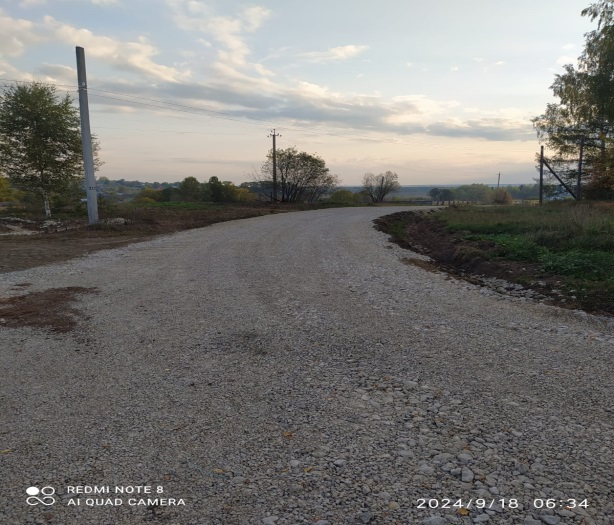 REDMI NOTE 8
AI QUAD CAMERA
2024/9/18 06:34